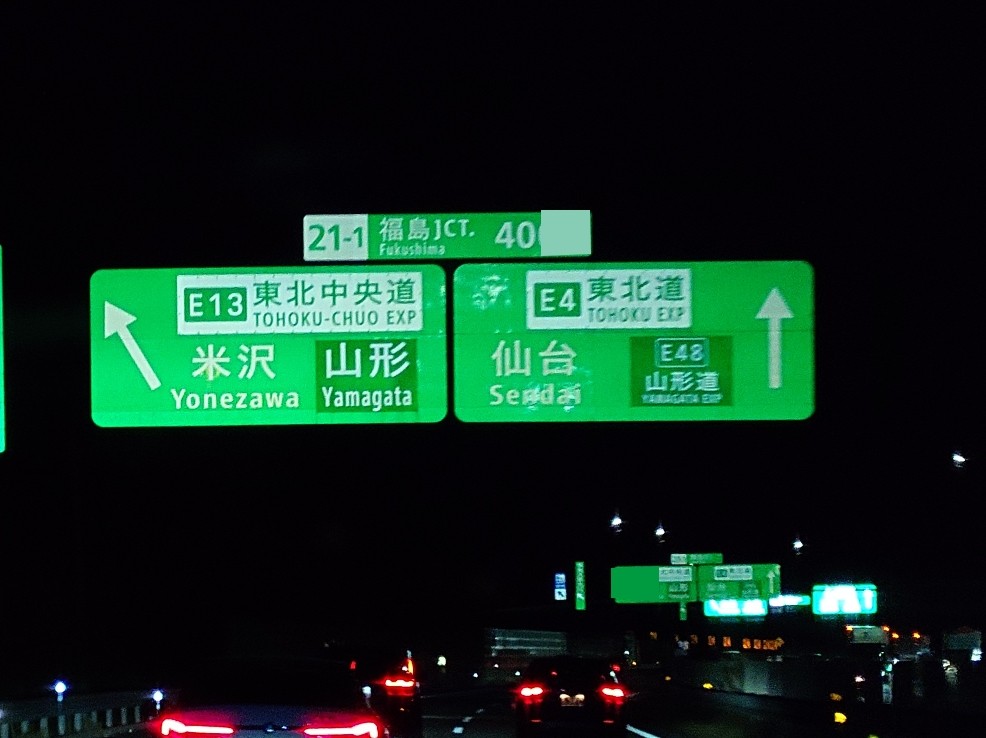 21-1 福島JCT. 40
Fukushima
E13 東北中央道
TOHOKU-CHUO EXP
米沢 山形
Yonezawa Yamagata
E4 東北道
TOHOKU EXP
仙台 E48
山形道
Sendai YAMAGATA EXP
山形